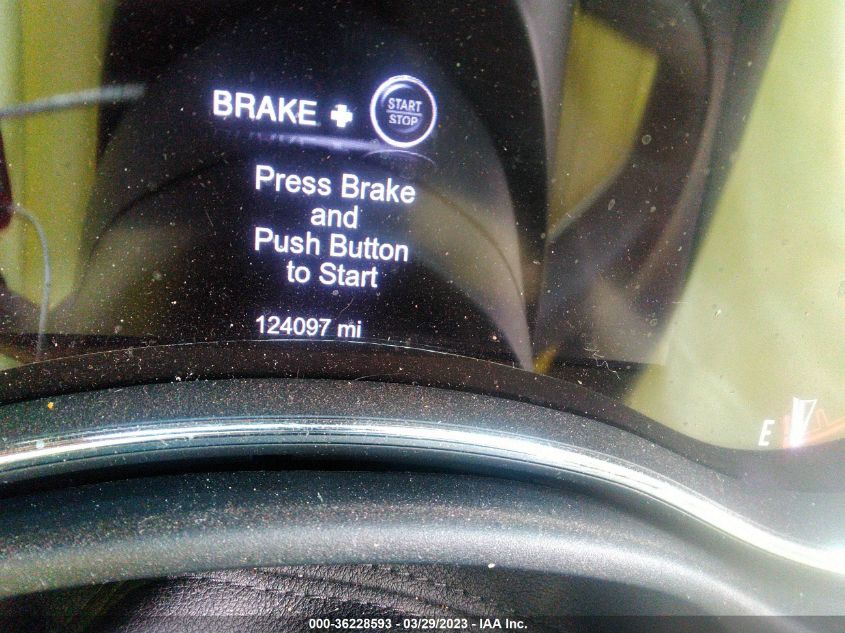 BRAKE +
START
STOP
Press Brake
and
Push Button
to Start
124097 mi
E
000-36228593 - 03/29/2023 - IAA Inc.